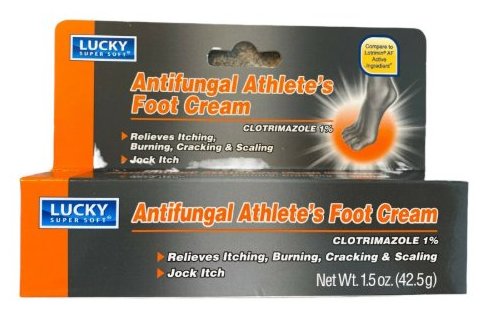 LUCKY
SUPER SOFT®
Compare to
Lotrimin® AF
Active
Ingredient*
Antifungal Athlete's
Foot Cream
CLOTRIMAZOLE 1%
Relieves Itching,
Burning, Cracking & Scaling
Jock Itch
LUCKY
SUPER SOFT®
Antifungal Athlete's Foot Cream
CLOTRIMAZOLE 1%
Relieves Itching, Burning, Cracking & Scaling
Jock Itch
Net Wt. 1.5 oz. (42.5g)